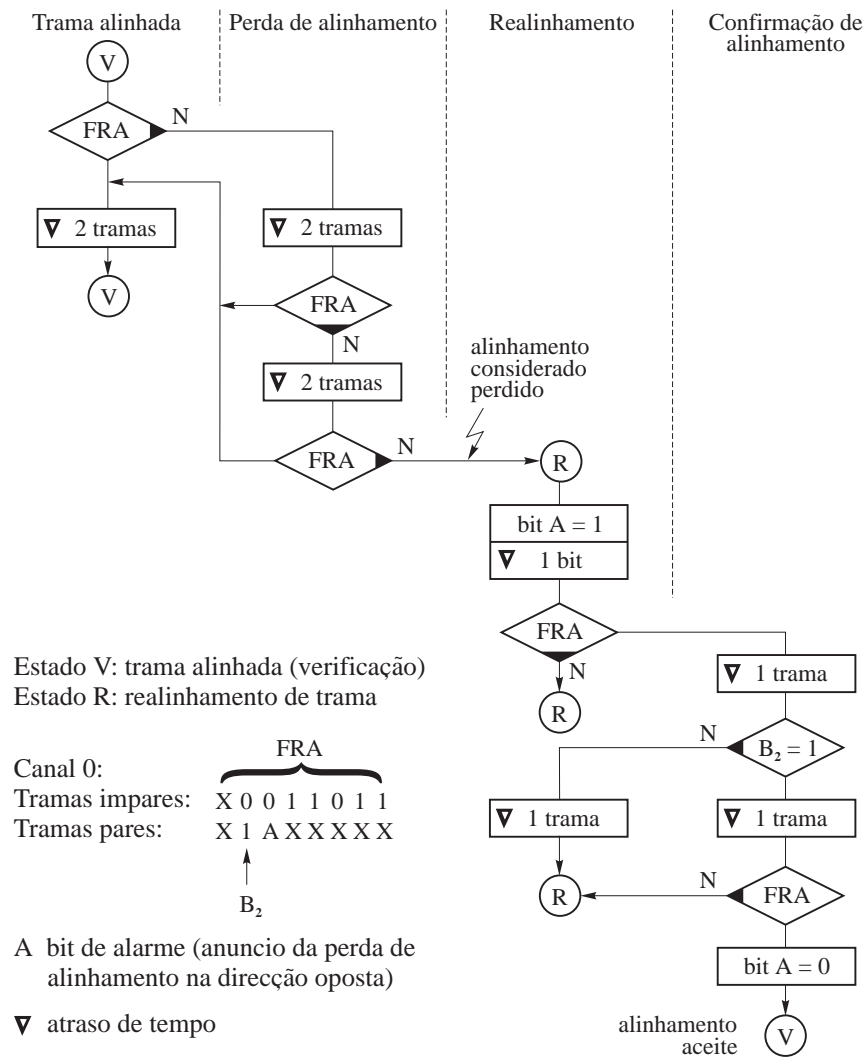 Trama alinhada
Perda de alinhamento
Realinhamento
Confirmação de
alinhamento
V
FRA
N
2 tramas
V
2 tramas
FRA
N
2 tramas
FRA
N
alinhamento
considerado
perdido
R
bit A = 1
1 bit
FRA
N
R
1 trama
B2 = 1
N
1 trama
1 trama
R
N
FRA
bit A = 0
alinhamento
aceite
V
Estado V: trama alinhada (verificação)
Estado R: realinhamento de trama
FRA
Canal 0:
Tramas impares: X 0 0 1 1 0 1 1
Tramas pares: X 1 A X X X X X
B2
A bit de alarme (anuncio da perda de
alinhamento na direcção oposta)
atraso de tempo